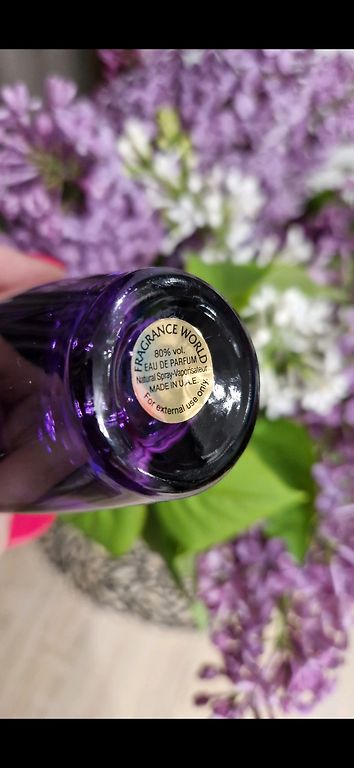 FRAGRANCE WORLD
80% vol.
EAU DE PARFUM
Natural Spray-Vaporisateur
MADE IN U.A.E
For external use only.